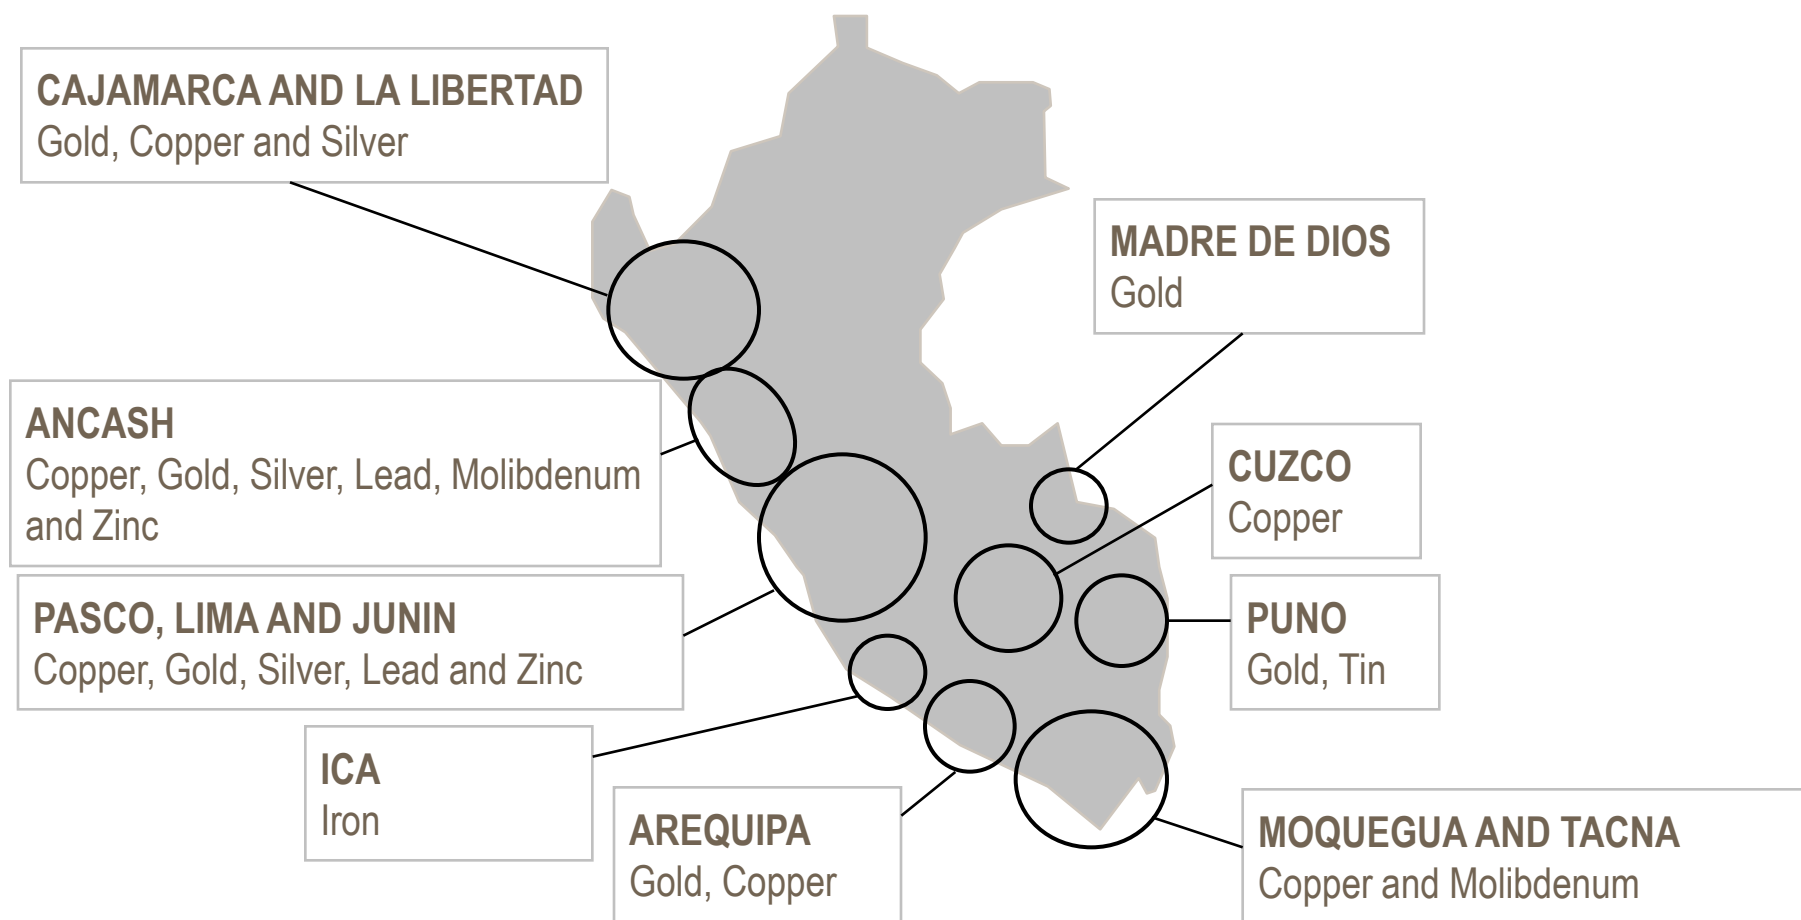 CAJAMARCA AND LA LIBERTAD
Gold, Copper and Silver
MADRE DE DIOS
Gold
ANCASH
Copper, Gold, Silver, Lead, Molibdenum
and Zinc
CUZCO
Copper
PASCO, LIMA AND JUNIN
Copper, Gold, Silver, Lead and Zinc
PUNO
Gold, Tin
ICA
Iron
AREQUIPA
Gold, Copper
MOQUEGUA AND TACNA
Copper and Molibdenum